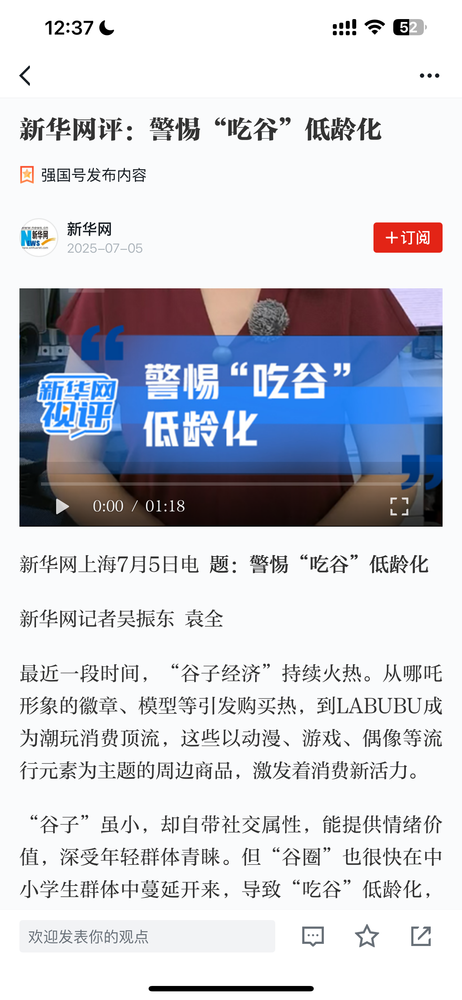 12:37
52
新华网评：警惕“吃谷”低龄化
强国号发布内容
www.news.cn
新华网
NEWS
www.xinhuanet.com
新华网
2025-07-05
+订阅
“
新华网
视评
警惕“吃谷”
低龄化
”
0:00 / 01:18
新华网上海7月5日电 题：警惕“吃谷”低龄化
新华网记者吴振东 袁全
最近一段时间，“谷子经济”持续火热。从哪吒
形象的徽章、模型等引发购买热，到LABUBU成
为潮玩消费顶流，这些以动漫、游戏、偶像等流
行元素为主题的周边商品，激发着消费新活力。
“谷子”虽小，却自带社交属性，能提供情绪价
值，深受年轻群体青睐。但“谷圈”也很快在中
小学生群体中蔓延开来，导致“吃谷”低龄化，
欢迎发表你的观点